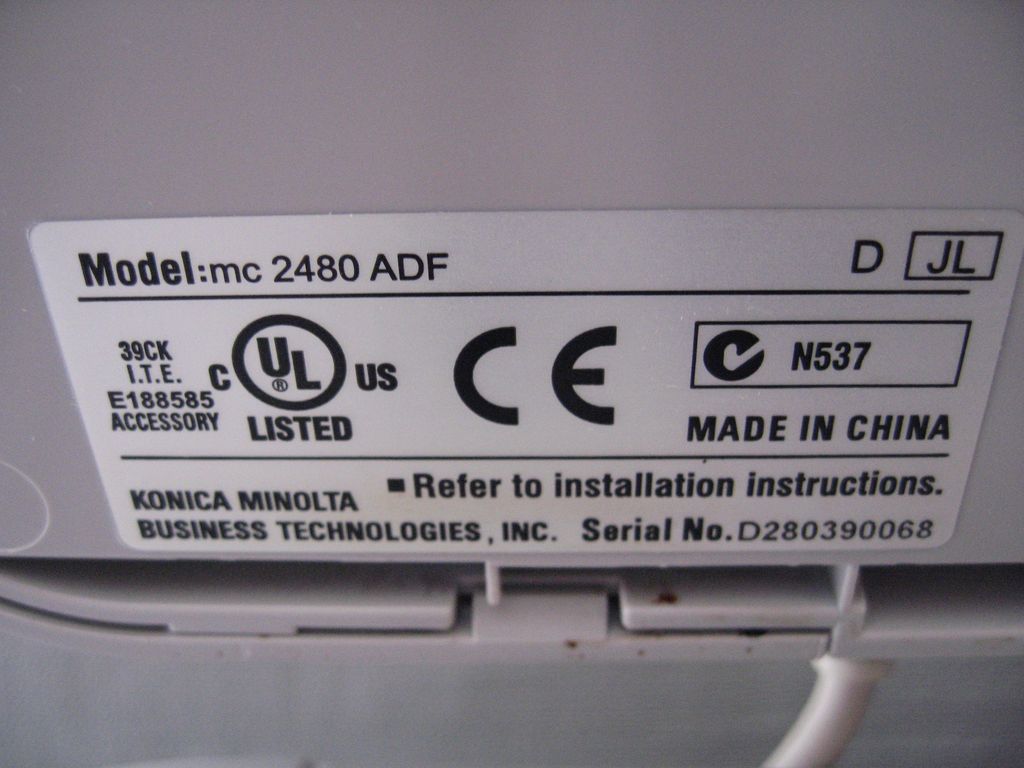 Model:mc 2480 ADF
D JL
39CK
I.T.E.
E188585
ACCESSORY
C UL® US
LISTED
CE
N537
MADE IN CHINA
KONICA MINOLTA
BUSINESS TECHNOLOGIES, INC.
■Refer to installation instructions.
Serial No.D280390068